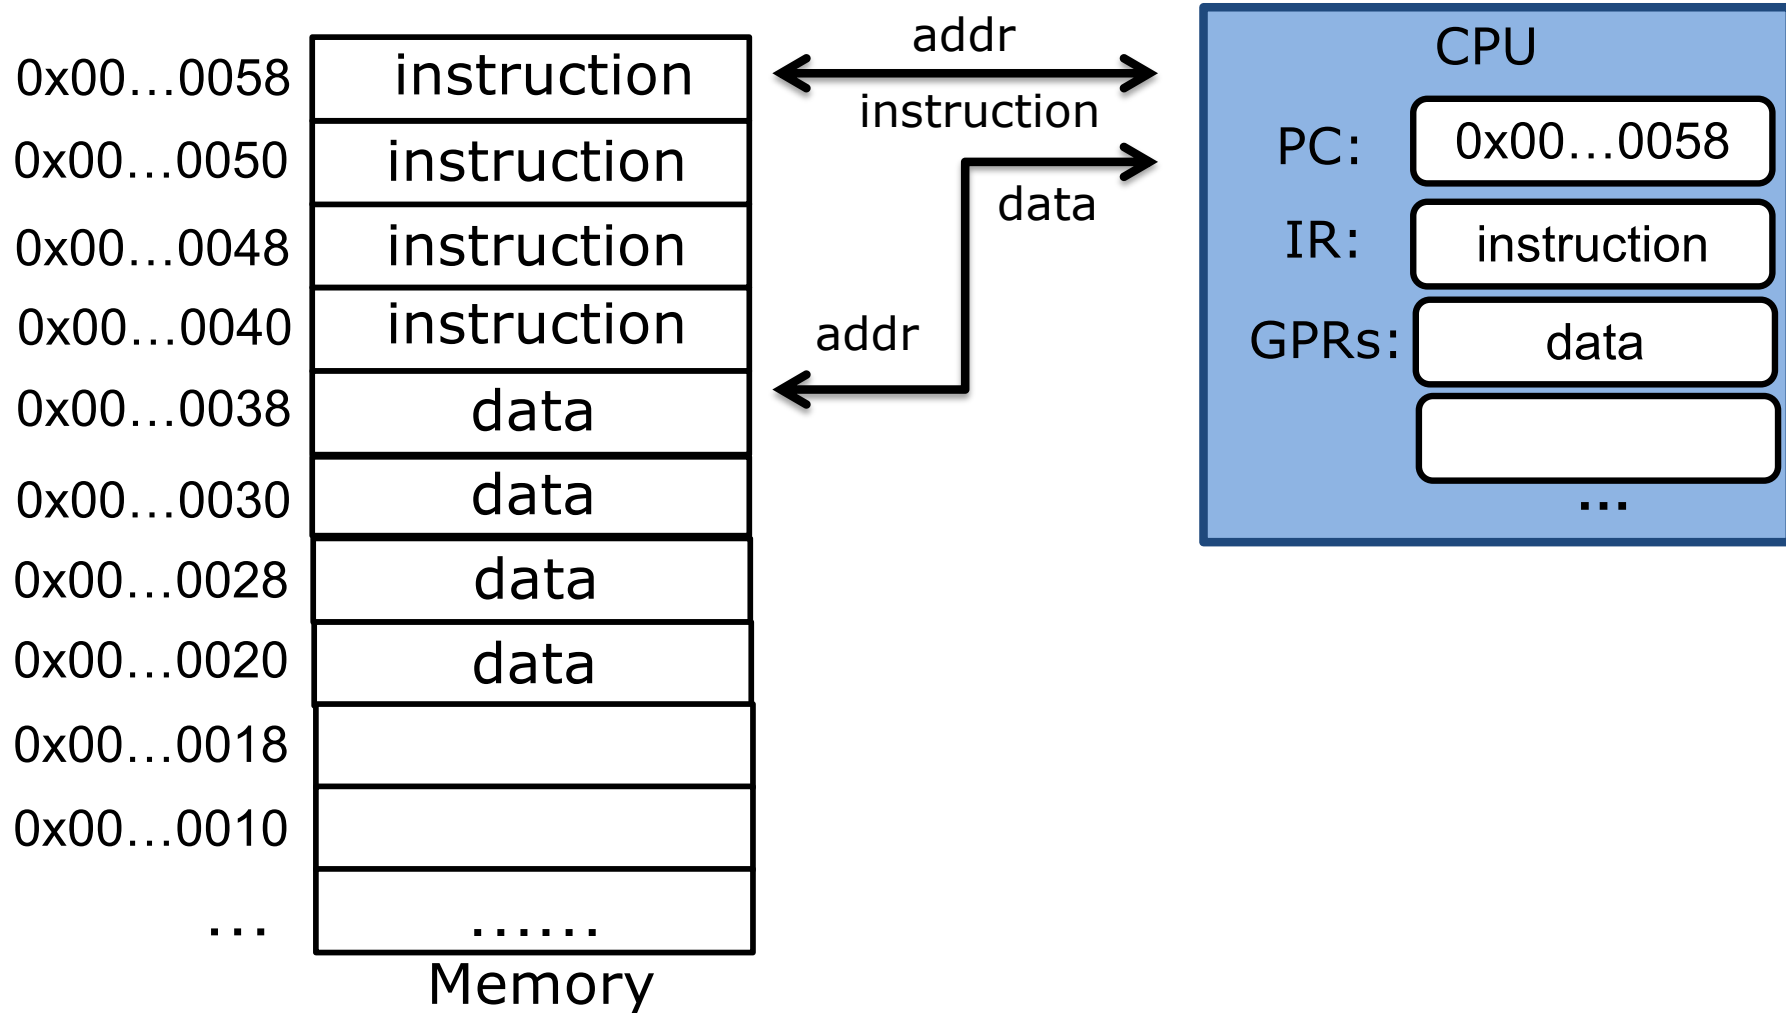 0x00…0058 instruction
0x00…0050 instruction
0x00…0048 instruction
0x00…0040 instruction
0x00…0038 data
0x00…0030 data
0x00…0028 data
0x00…0020 data
0x00…0018
0x00…0010
… ……
Memory
addr
instruction
data
addr
CPU
PC: 0x00…0058
IR: instruction
GPRs: data
…